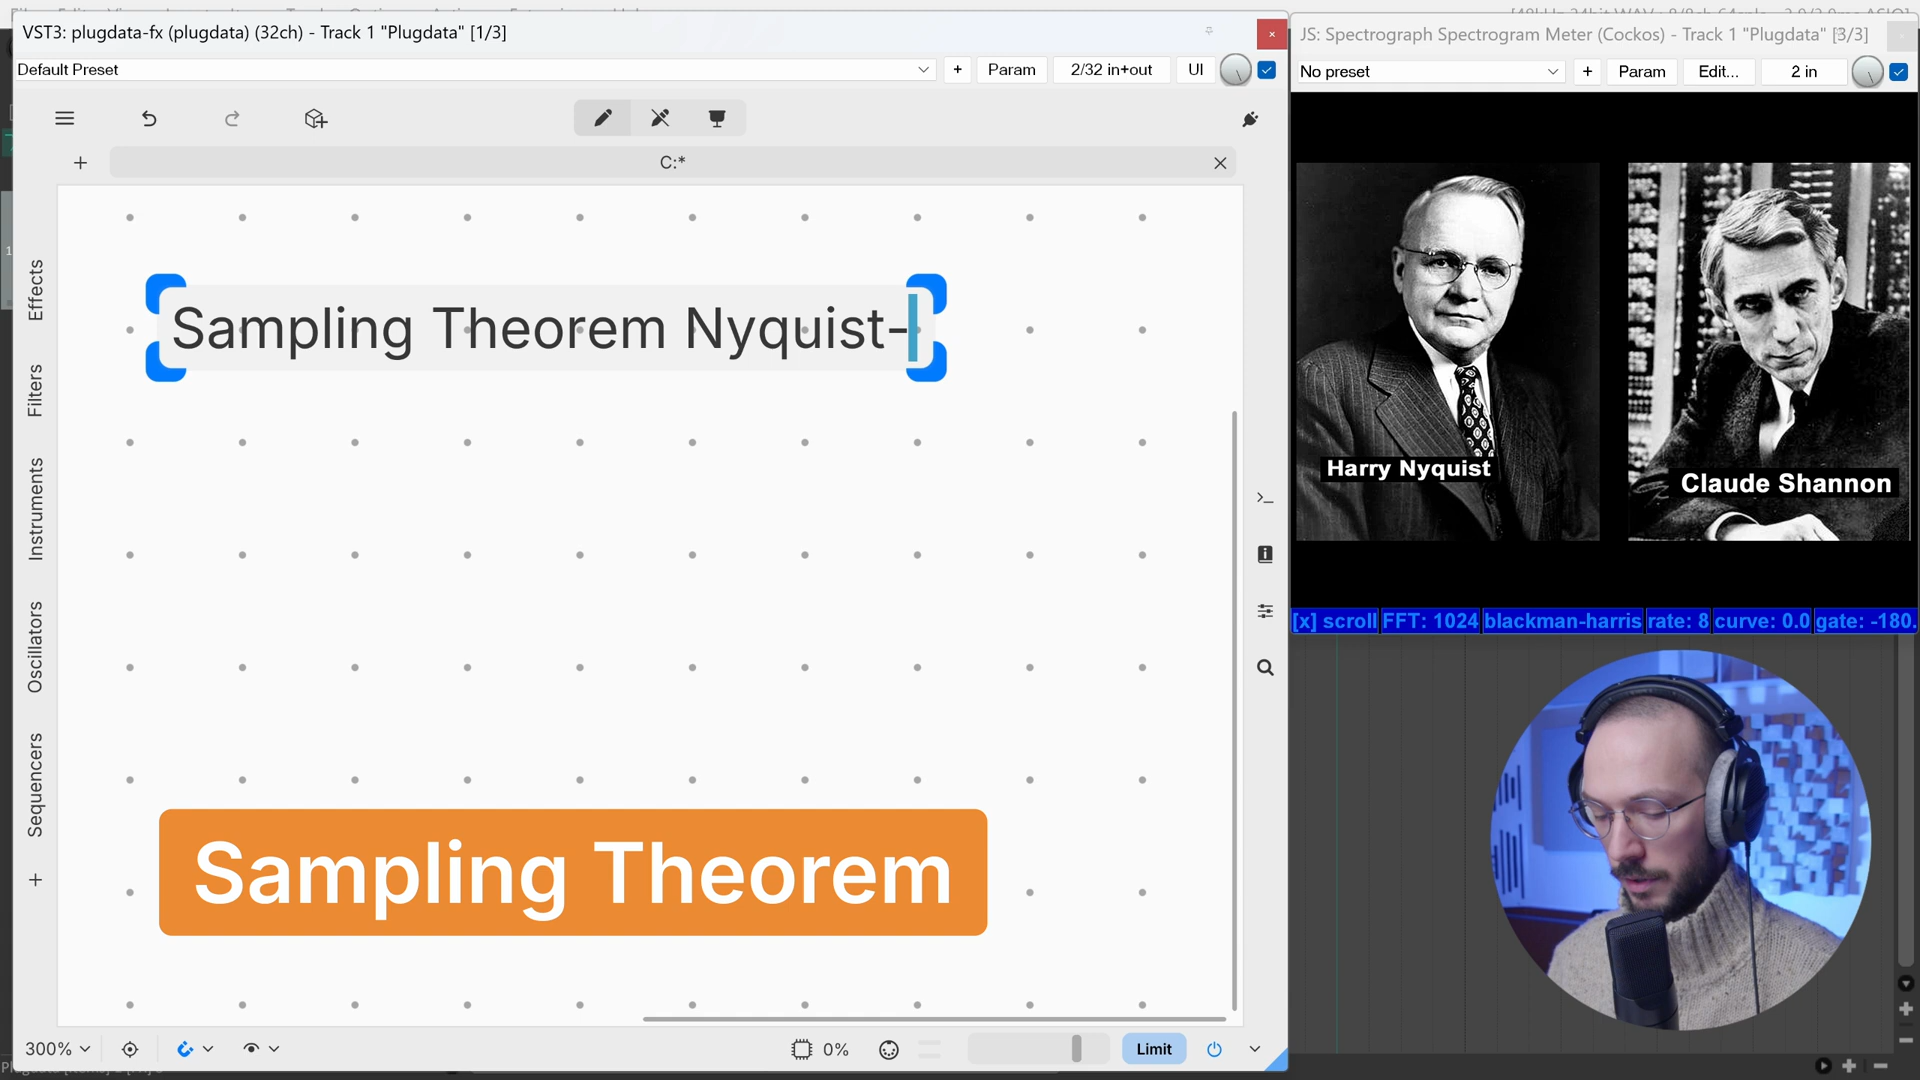 VST3: plugdata-fx (plugdata) (32ch) - Track 1 "Plugdata" [1/3]
Default Preset
+
Param
2/32 in+out
UI
C:*
Effects
Filters
Instruments
Oscillators
Sequencers
Sampling Theorem Nyquist-
Sampling Theorem
300%
0%
Limit
JS: Spectrograph Spectrogram Meter (Cockos) - Track 1 "Plugdata" [3/3]
No preset
+
Param
Edit...
2 in
Harry Nyquist
Claude Shannon
[x] scroll
FFT: 1024
blackman-harris
rate: 8
curve: 0.0
gate: -180.